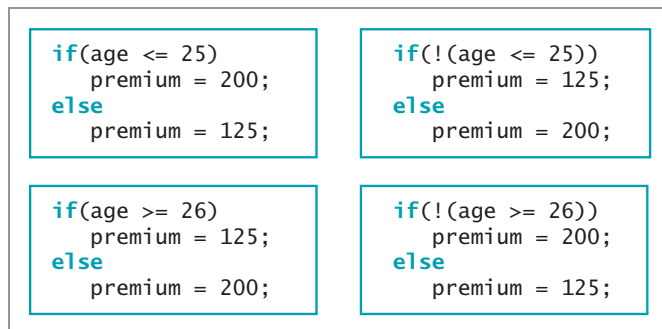 if(age <= 25)
premium = 200;
else
premium = 125;
if(!(age <= 25))
premium = 125;
else
premium = 200;
if(age >= 26)
premium = 125;
else
premium = 200;
if(!(age >= 26))
premium = 200;
else
premium = 125;